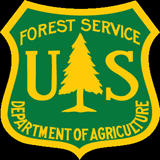 FOREST SERVICE
U S
DEPARTMENT OF AGRICULTURE